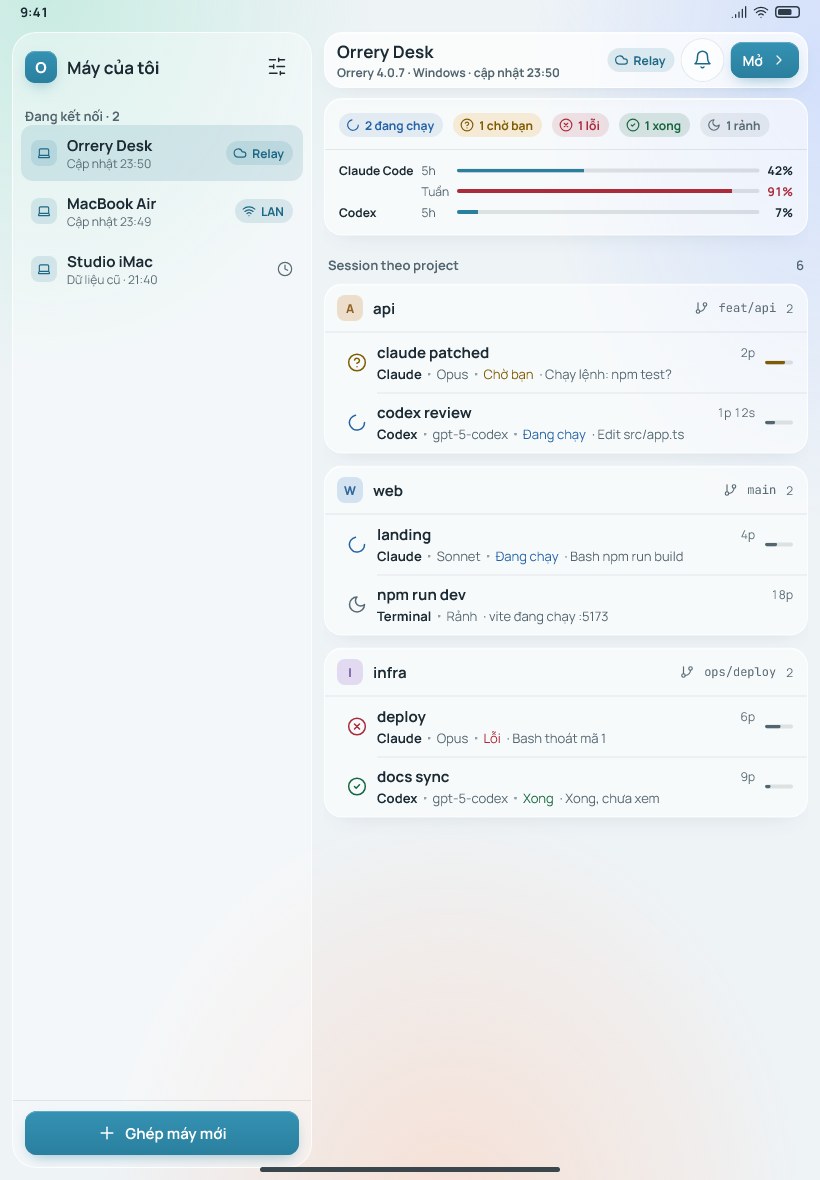 9:41
O Máy của tôi
Đang kết nối · 2
Orrery Desk
Cập nhật 23:50
Relay
MacBook Air
Cập nhật 23:49
LAN
Studio iMac
Dữ liệu cũ · 21:40
Ghép máy mới
Orrery Desk
Orrery 4.0.7 · Windows · cập nhật 23:50
Relay
Mở
2 đang chạy 1 chờ bạn 1 lỗi 1 xong 1 rảnh
Claude Code 5h 42%
Tuần 91%
Codex 5h 7%
Session theo project 6
A api feat/api 2
claude patched 2p
Claude • Opus • Chờ bạn · Chạy lệnh: npm test?
codex review 1p 12s
Codex • gpt-5-codex • Đang chạy · Edit src/app.ts
W web main 2
landing 4p
Claude • Sonnet • Đang chạy · Bash npm run build
npm run dev 18p
Terminal • Rảnh · vite đang chạy :5173
I infra ops/deploy 2
deploy 6p
Claude • Opus • Lỗi · Bash thoát mã 1
docs sync 9p
Codex • gpt-5-codex • Xong · Xong, chưa xem